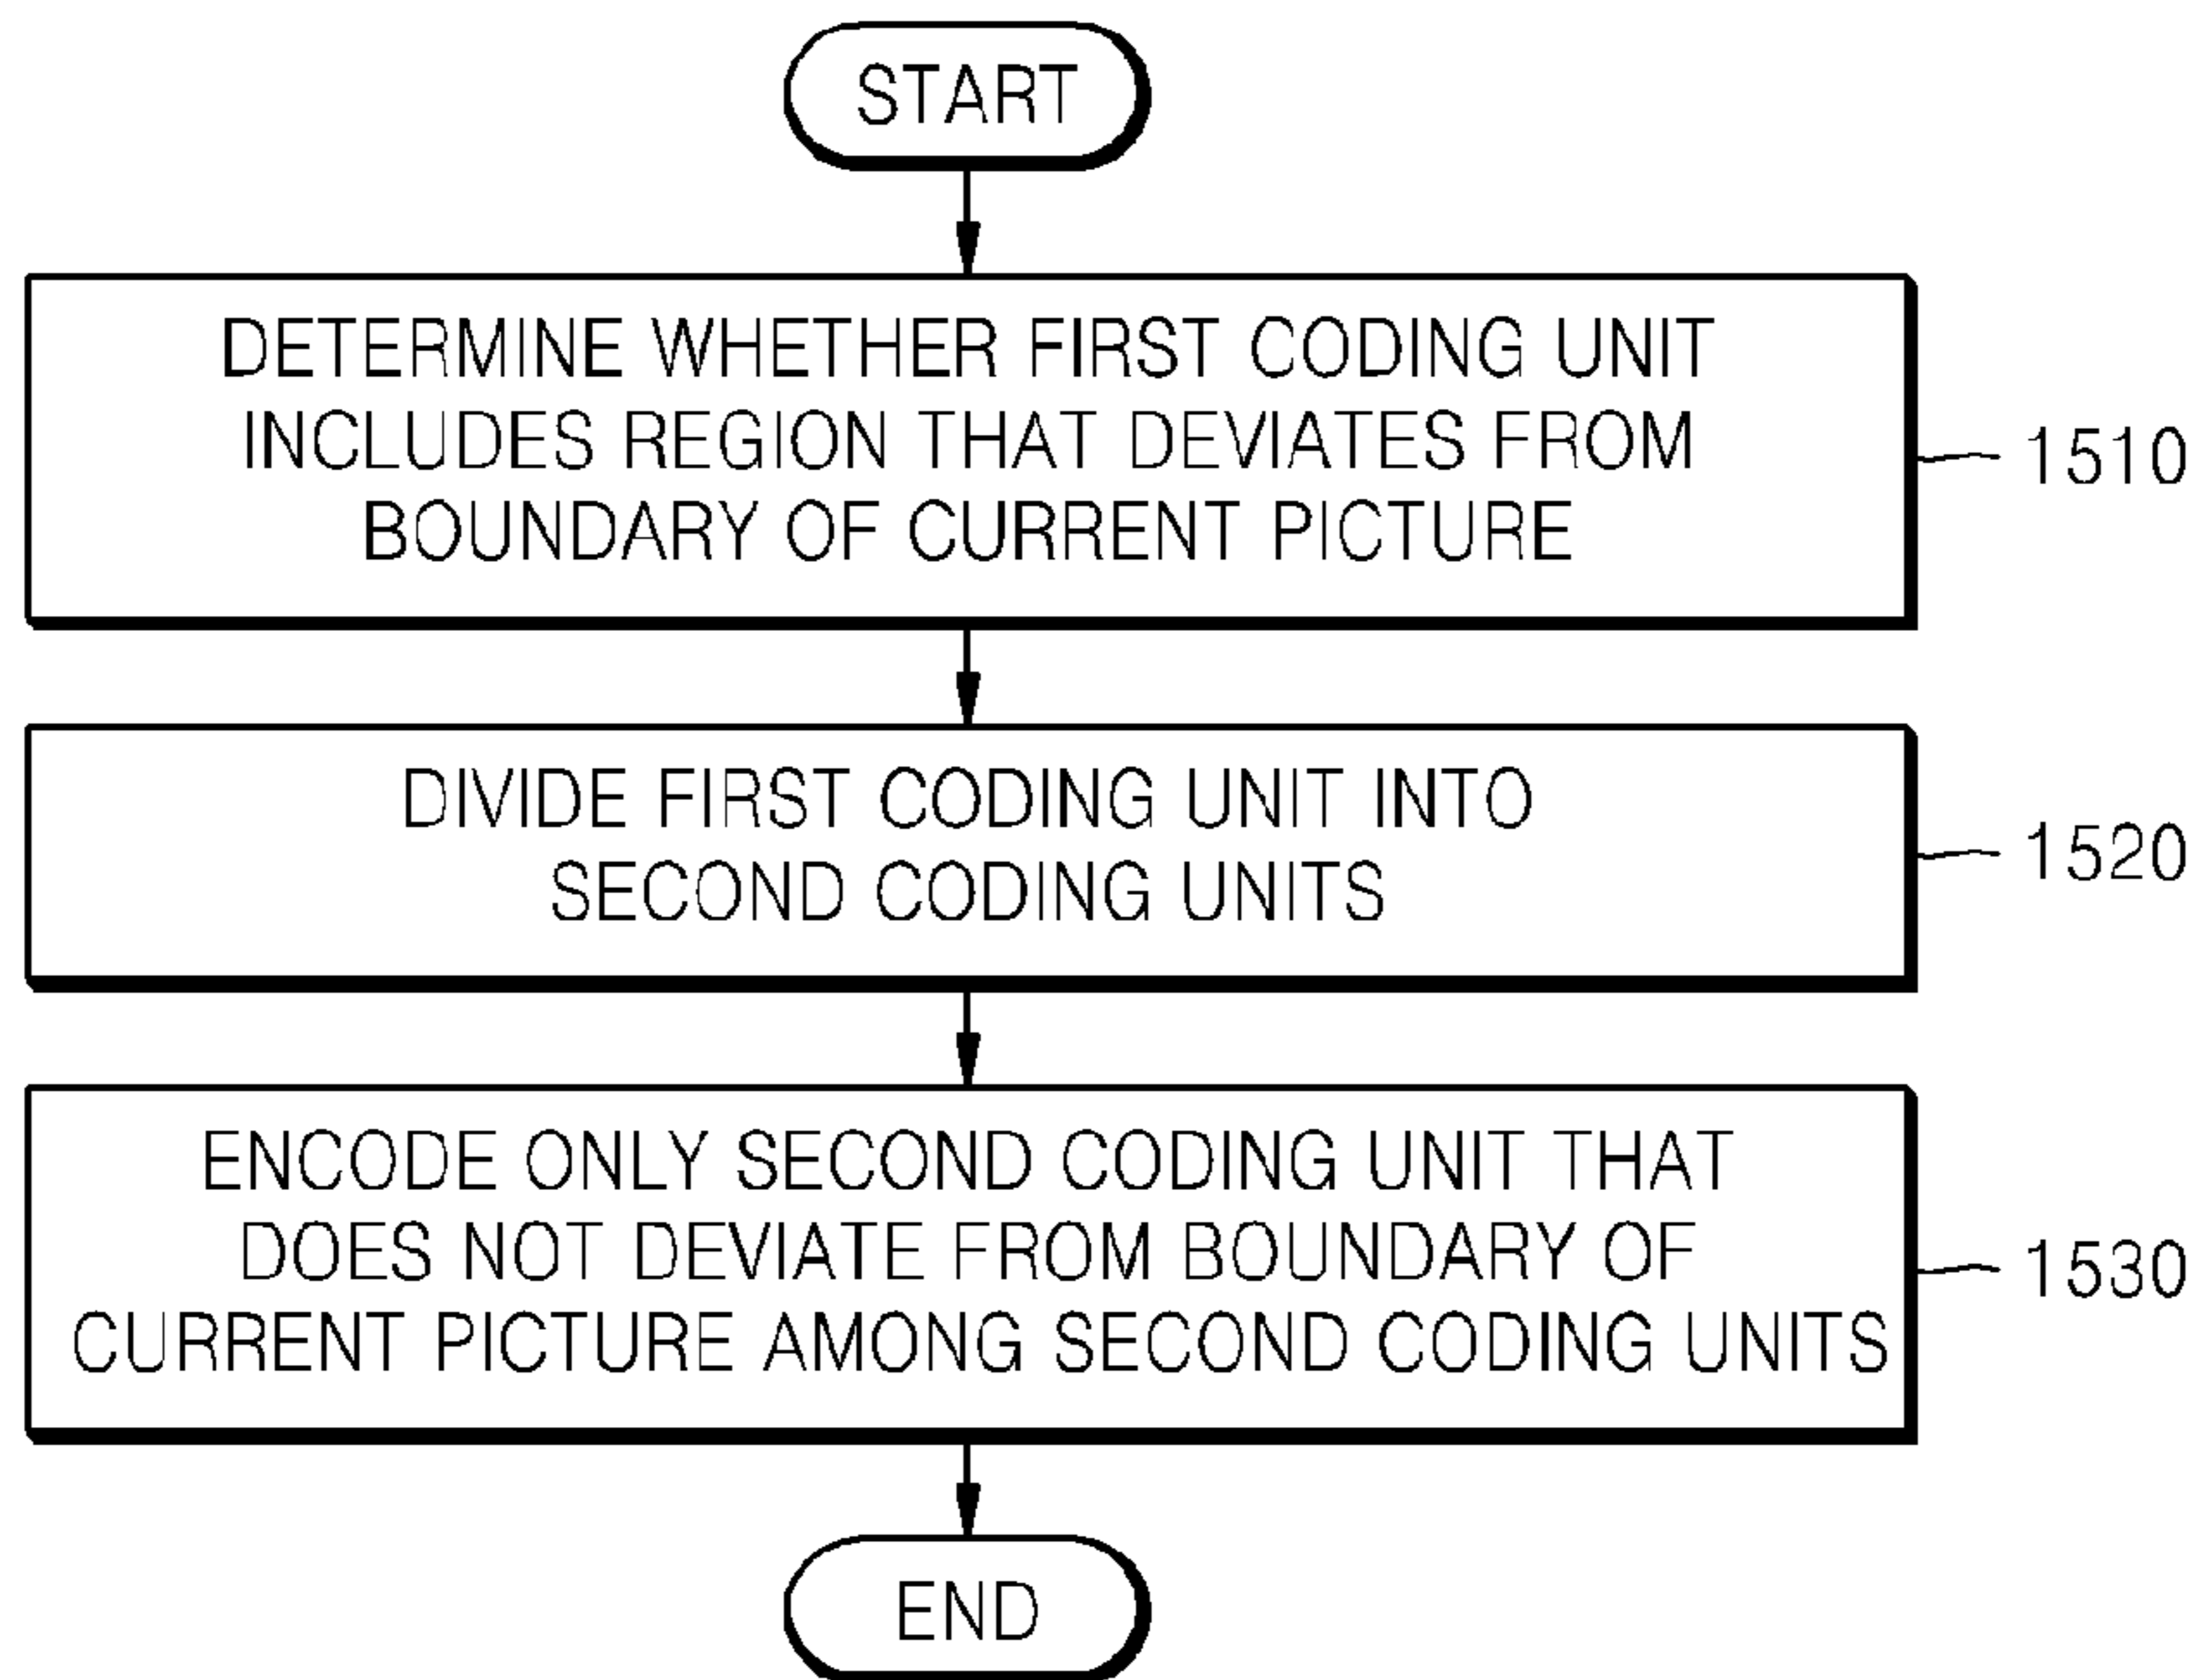 START
DETERMINE WHETHER FIRST CODING UNIT
INCLUDES REGION THAT DEVIATES FROM
BOUNDARY OF CURRENT PICTURE
1510
DIVIDE FIRST CODING UNIT INTO
SECOND CODING UNITS
1520
ENCODE ONLY SECOND CODING UNIT THAT
DOES NOT DEVIATE FROM BOUNDARY OF
CURRENT PICTURE AMONG SECOND CODING UNITS
1530
END